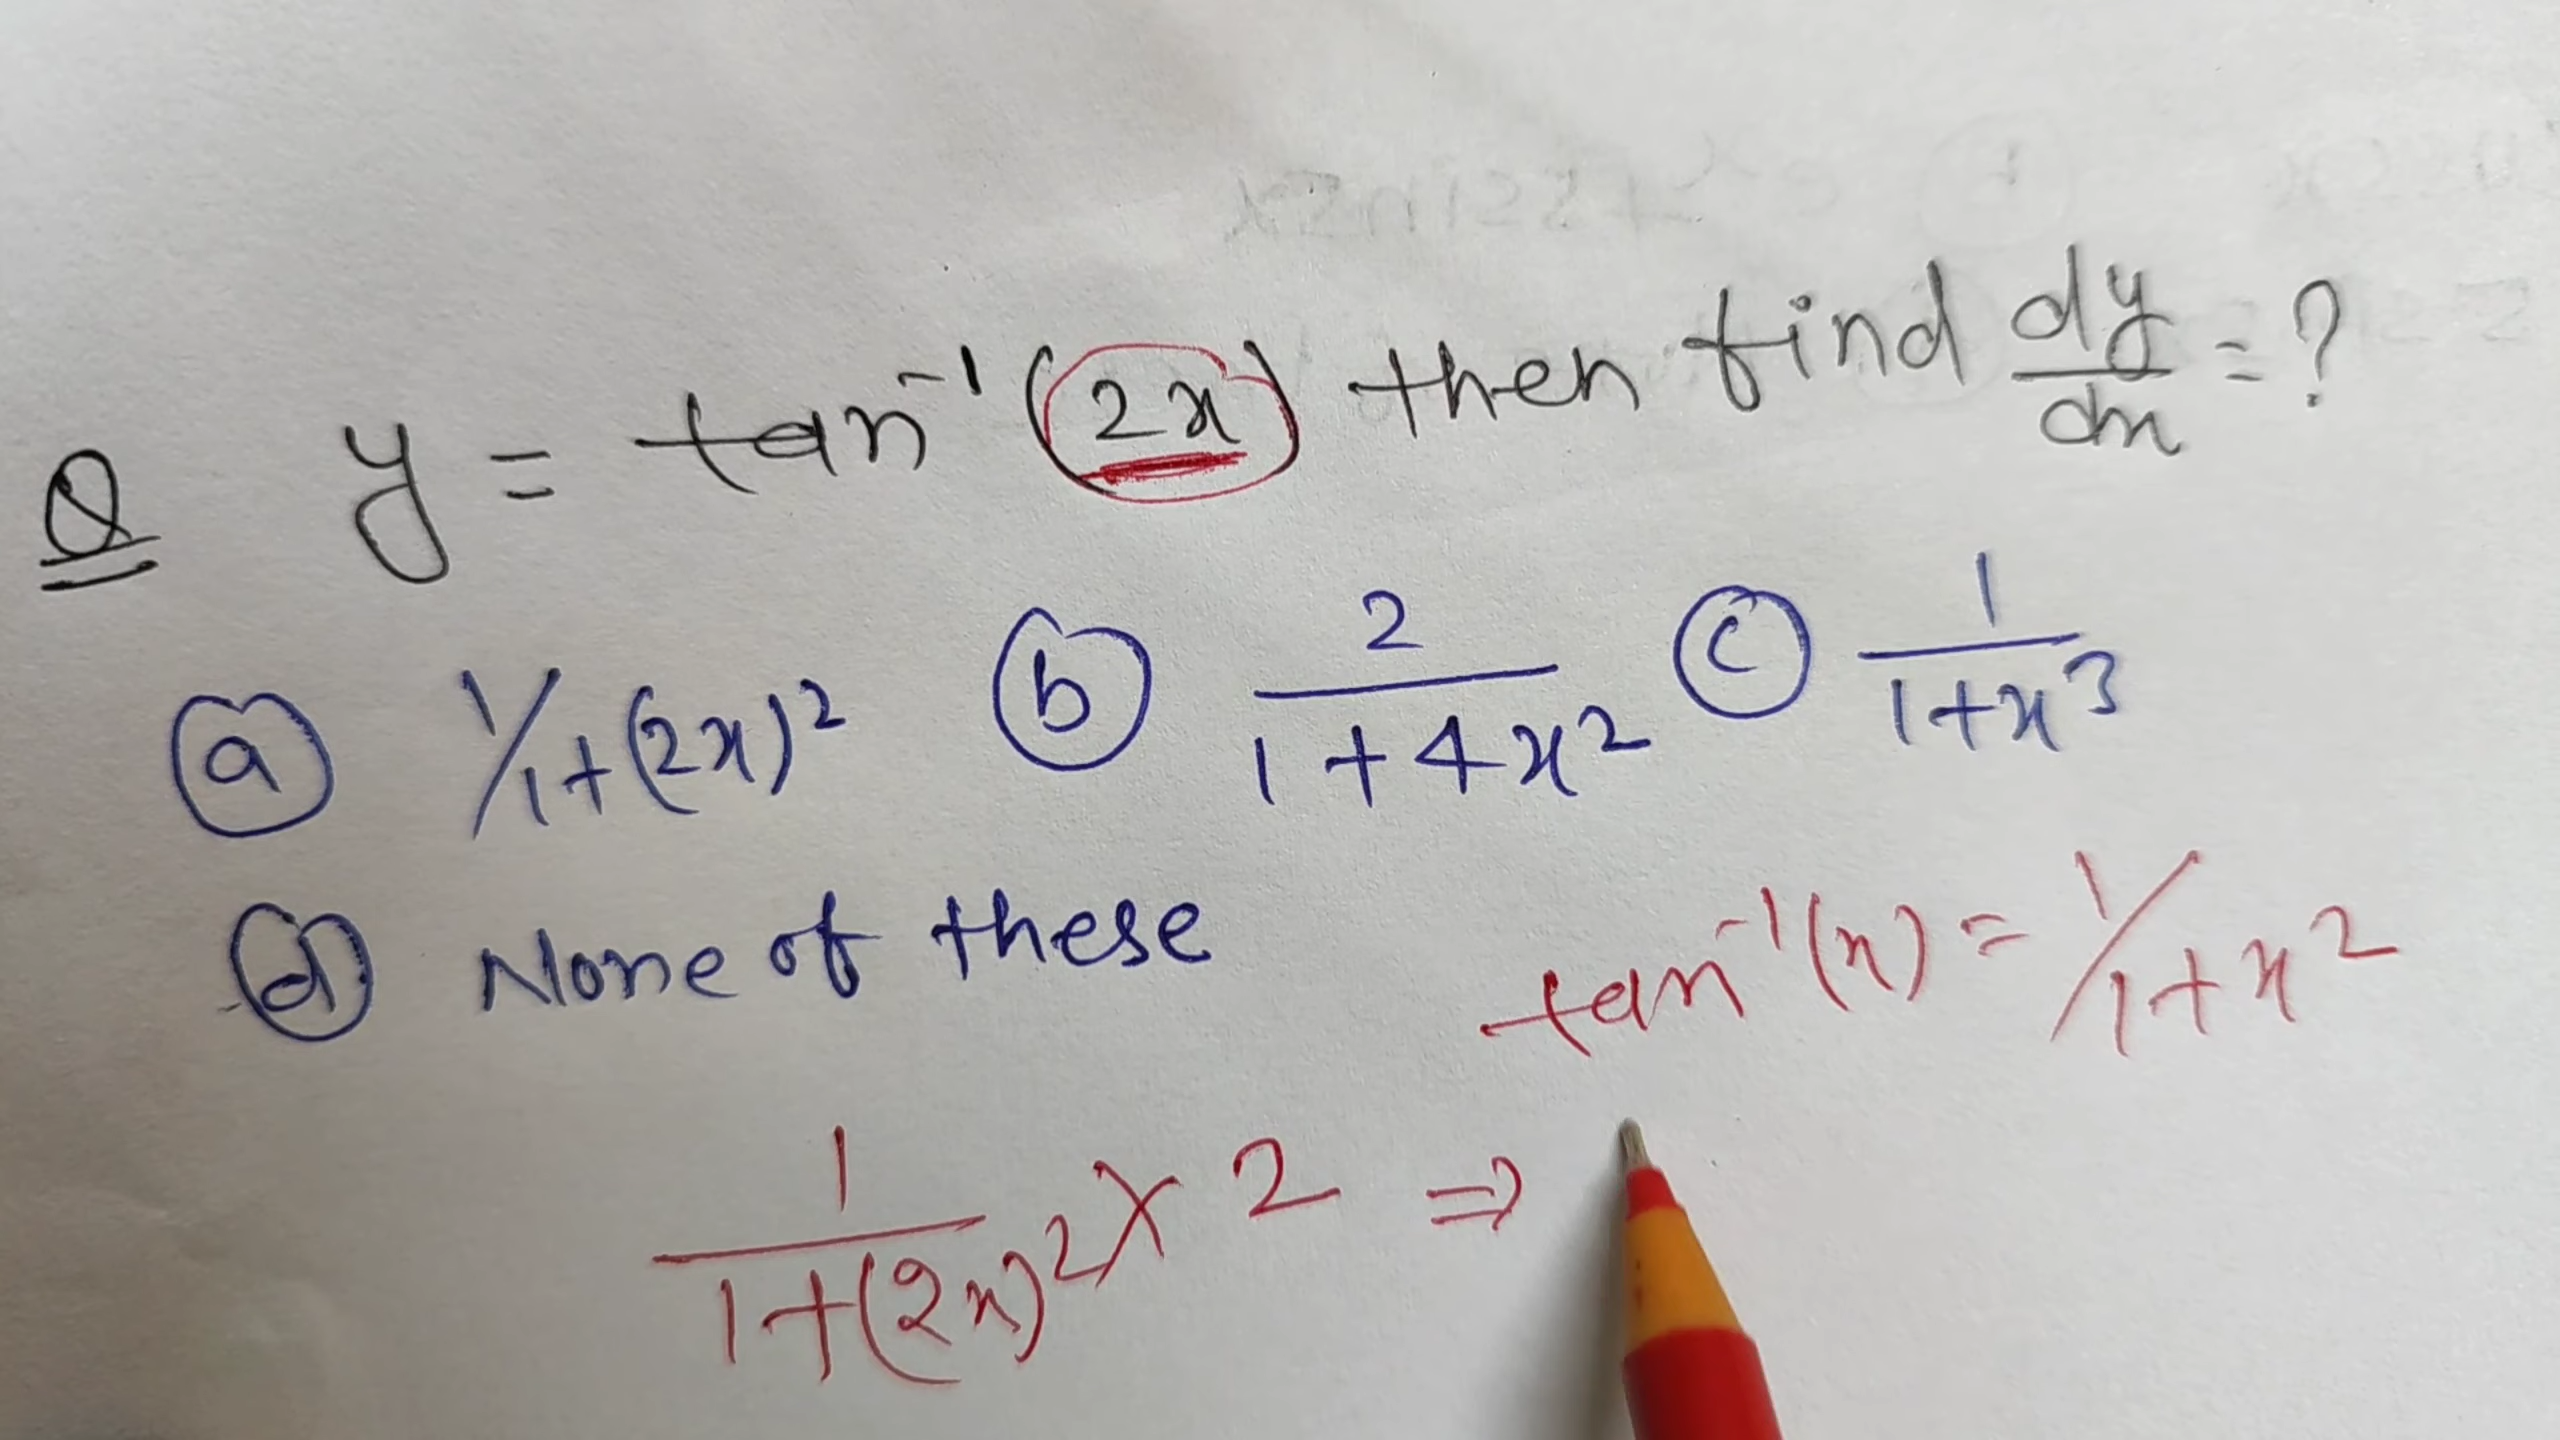 Q y = tan⁻¹(2x) then find dy/dx = ?
a 1/1+(2x)² b 2/1+4x² c 1/1+x³
d None of these
tan⁻¹(x) = 1/1+x²
1/1+(2x)² × 2 ⇒